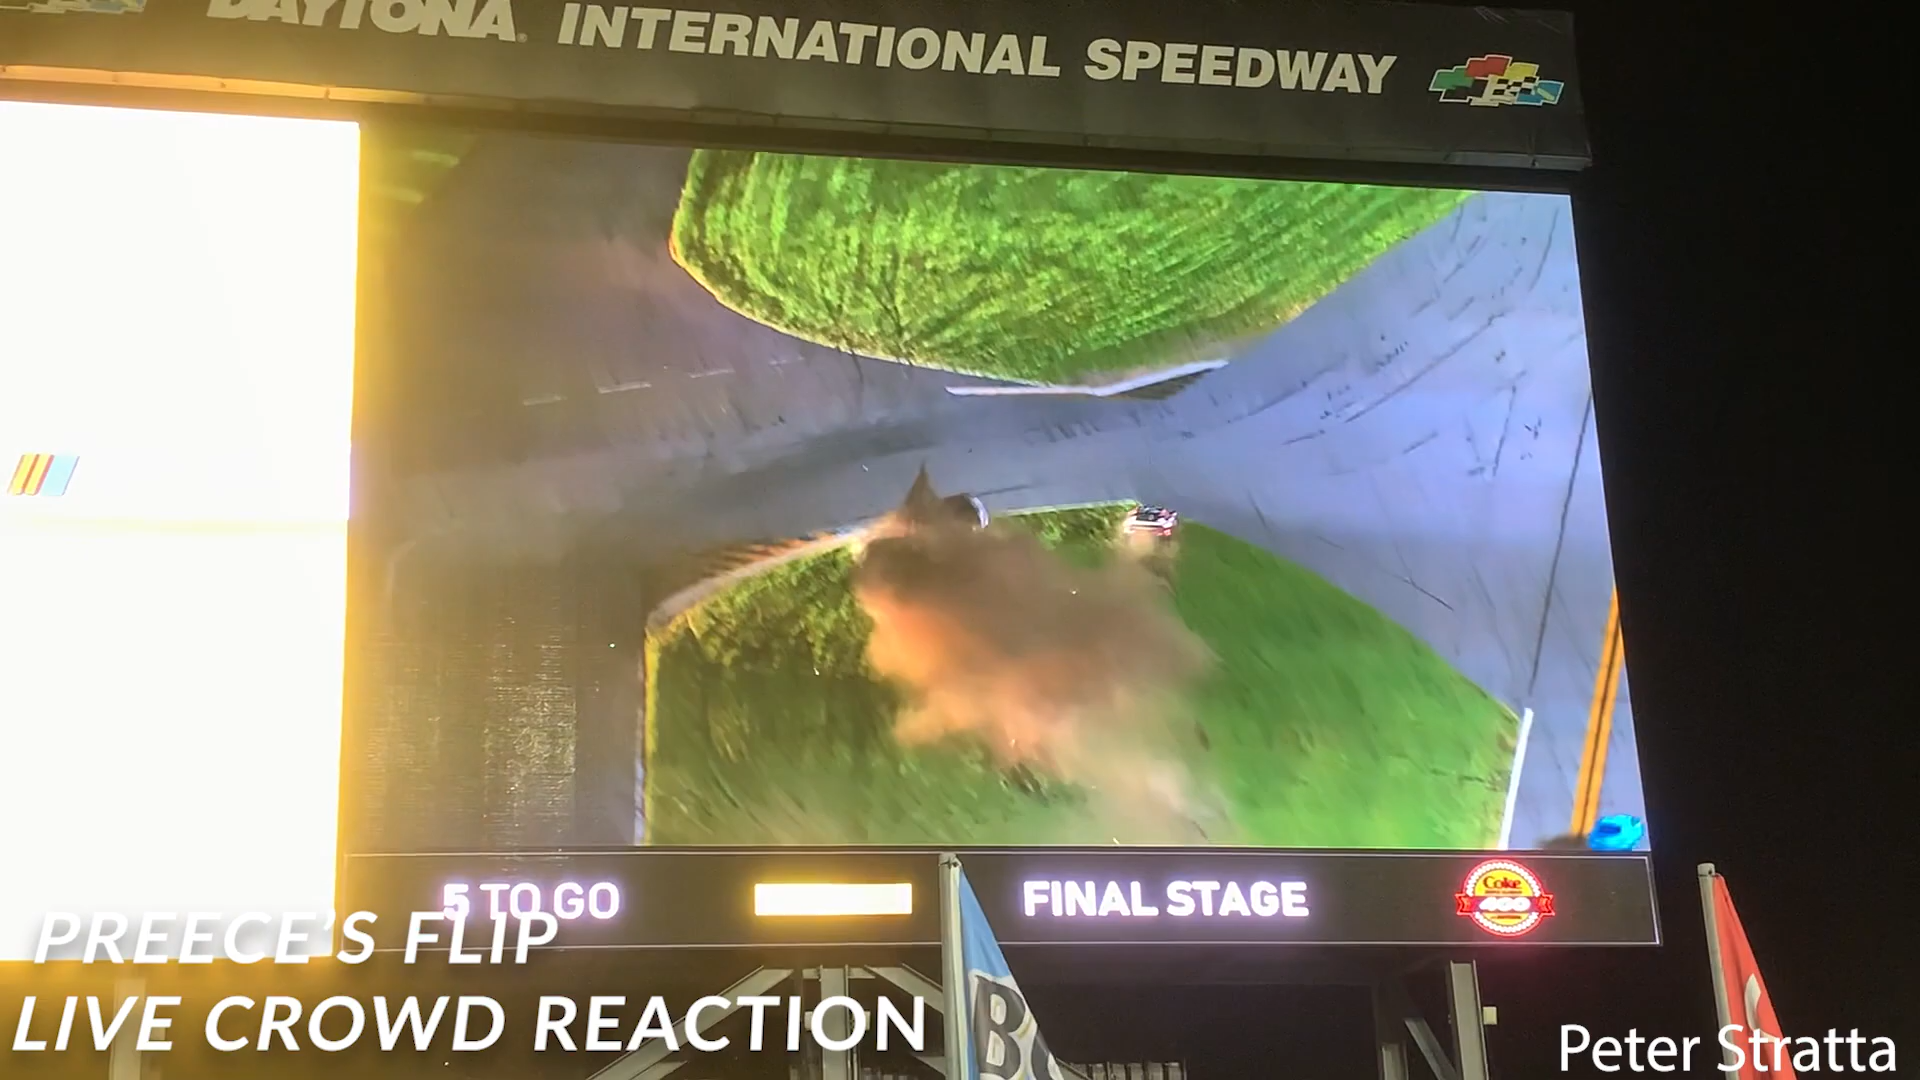 DAYTONA INTERNATIONAL SPEEDWAY
5 TO GO
FINAL STAGE
Coke
400
PREECE'S FLIP
LIVE CROWD REACTION
Peter Stratta